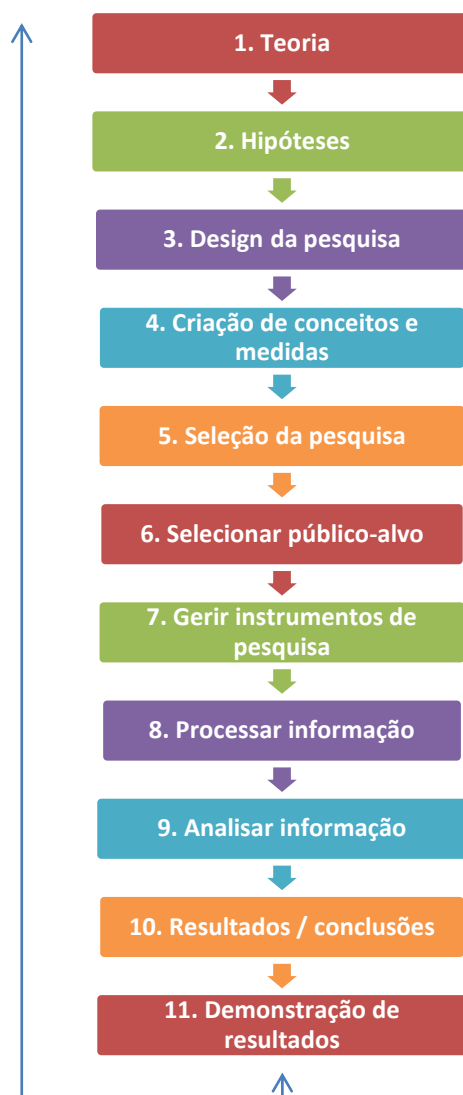 1. Teoria
2. Hipóteses
3. Design da pesquisa
4. Criação de conceitos e
medidas
5. Seleção da pesquisa
6. Selecionar público-alvo
7. Gerir instrumentos de
pesquisa
8. Processar informação
9. Analisar informação
10. Resultados / conclusões
11. Demonstração de
resultados